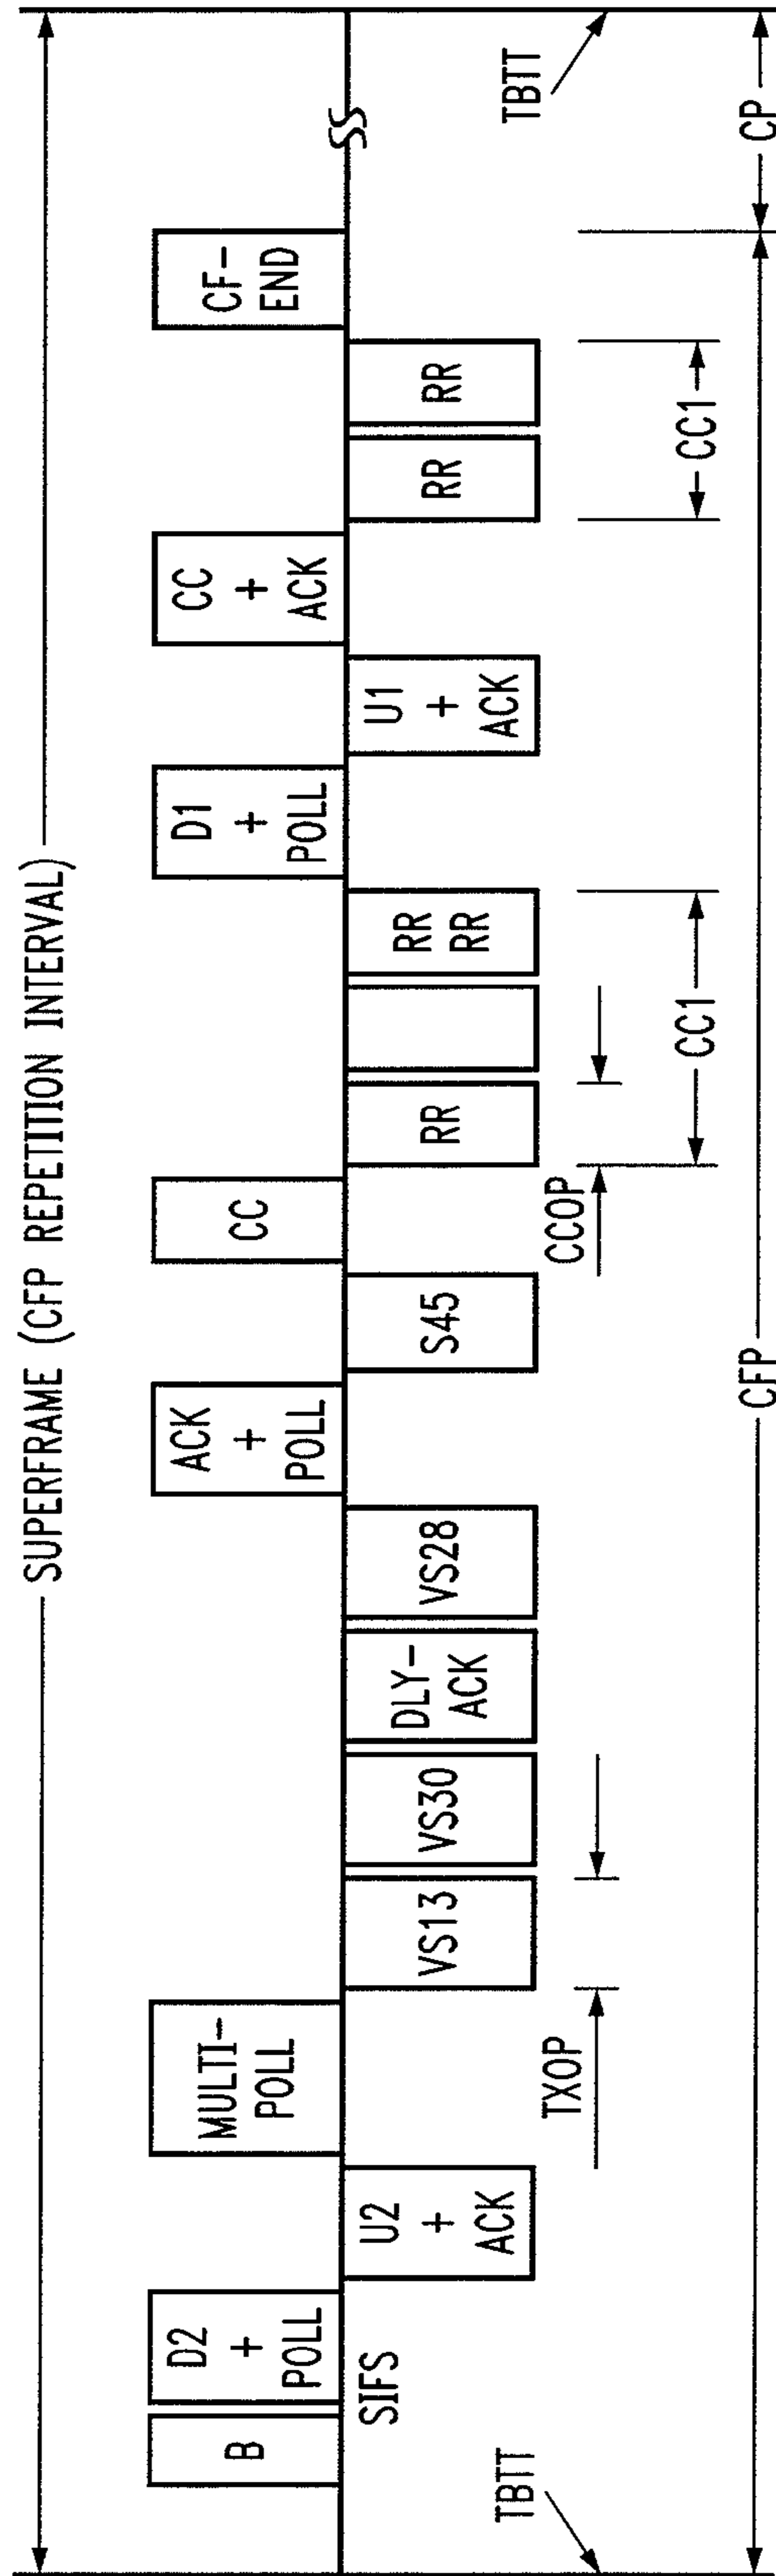 SUPERFRAME (CFP REPETITION INTERVAL)
B
D2
+
POLL
MULTI-
POLL
ACK
+
POLL
CC
D1
+
POLL
CC
+
ACK
CF-
END
SIFS
U2
+
ACK
VS13
VS30
DLY-
ACK
VS28
S45
RR
RR
RR
U1
+
ACK
RR
RR
TBTT
TXOP
CCOP
TBTT
CC1
CC1
CFP
CP